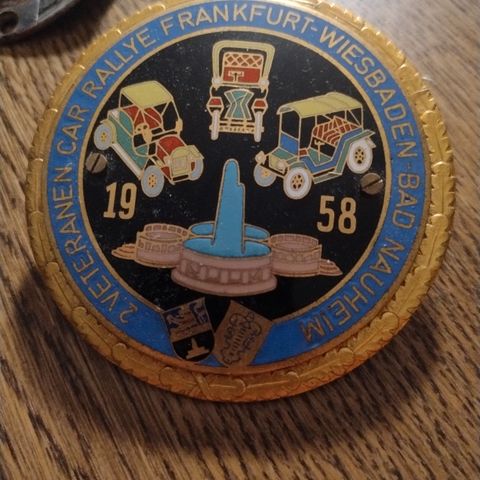 2. VETERANEN CAR RALLYE FRANKFURT-WIESBADEN-BAD NAUHEIM
19 58